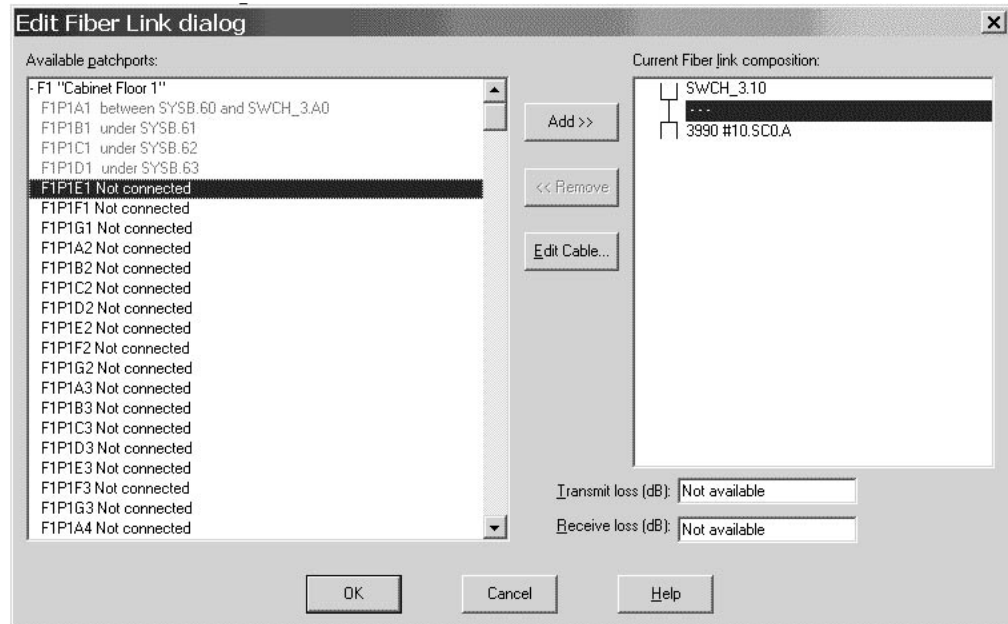 Edit Fiber Link dialog
Available patchports:
- F1 "Cabinet Floor 1"
F1P1A1 between SYSB.60 and SWCH_3.A0
F1P1B1 under SYSB.61
F1P1C1 under SYSB.62
F1P1D1 under SYSB.63
F1P1E1 Not connected
F1P1F1 Not connected
F1P1G1 Not connected
F1P1A2 Not connected
F1P1B2 Not connected
F1P1C2 Not connected
F1P1D2 Not connected
F1P1E2 Not connected
F1P1F2 Not connected
F1P1G2 Not connected
F1P1A3 Not connected
F1P1B3 Not connected
F1P1C3 Not connected
F1P1D3 Not connected
F1P1E3 Not connected
F1P1F3 Not connected
F1P1G3 Not connected
F1P1A4 Not connected
Add >>
<< Remove
Edit Cable...
Current Fiber link composition:
SWCH_3.10
---
3990 #10.SC0.A
Transmit loss (dB): Not available
Receive loss (dB): Not available
OK Cancel Help